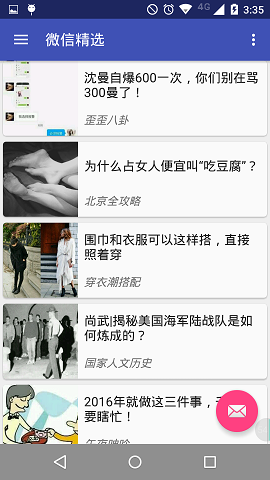 4G 3:35
微信精选
沈曼自爆600一次，你们别在骂
300曼了！
歪歪八卦
为什么占女人便宜叫“吃豆腐”？
北京全攻略
围巾和衣服可以这样搭，直接
照着穿
穿衣潮搭配
尚武|揭秘美国海军陆战队是如
何炼成的？
国家人文历史
2016年就做这三件事，
要瞎忙！